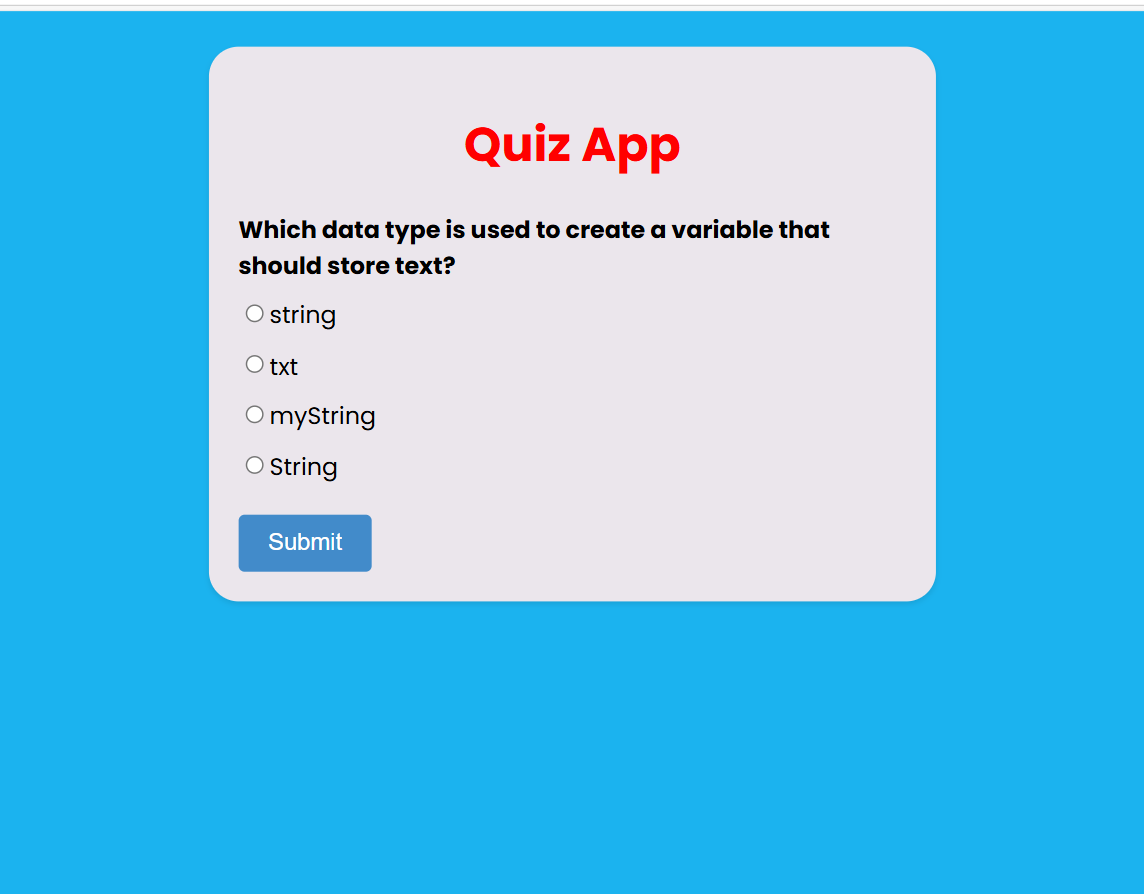 Quiz App
Which data type is used to create a variable that
should store text?
string
txt
myString
String
Submit